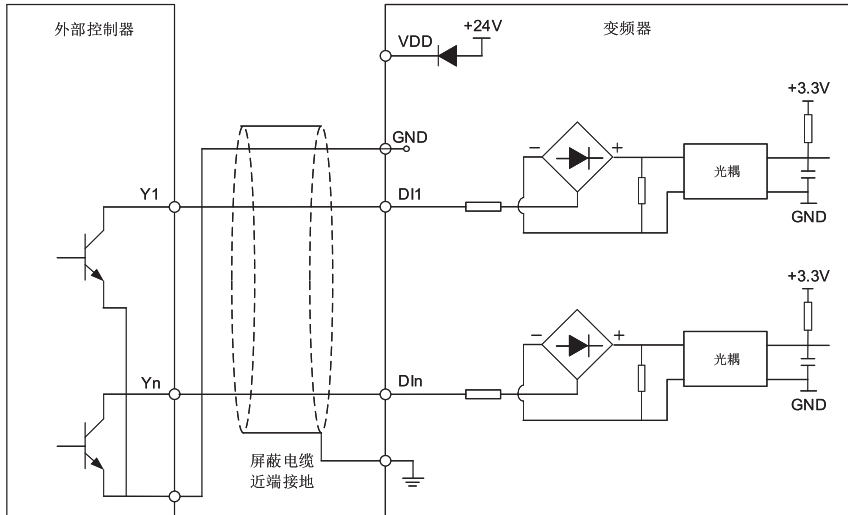 外部控制器
变频器
+24V
VDD
+3.3V
GND
− +
光耦
Y1
DI1
GND
+3.3V
− +
光耦
Yn
DIn
GND
屏蔽电缆
近端接地